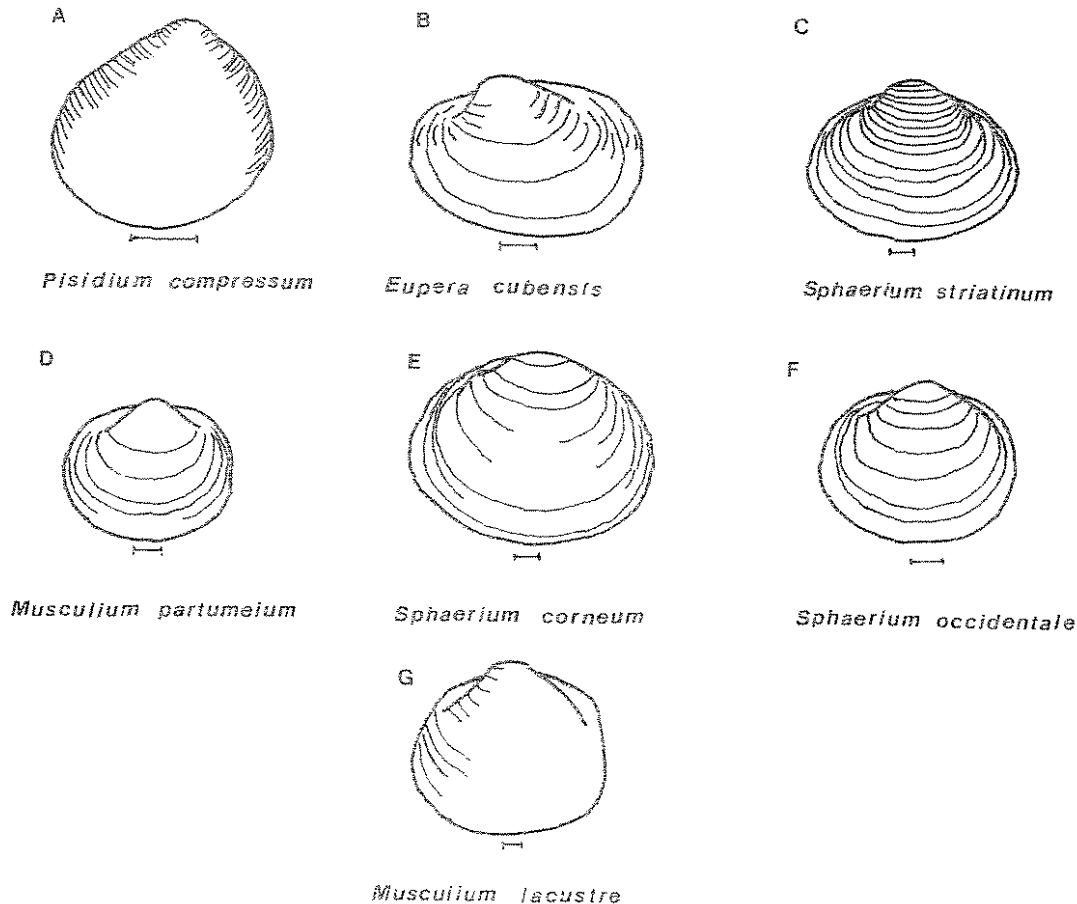 A
B
C
Pisidium compressum
Eupera cubensis
Sphaerium striatinum
D
E
F
Musculium partumeium
Sphaerium corneum
Sphaerium occidentale
G
Musculium lacustre